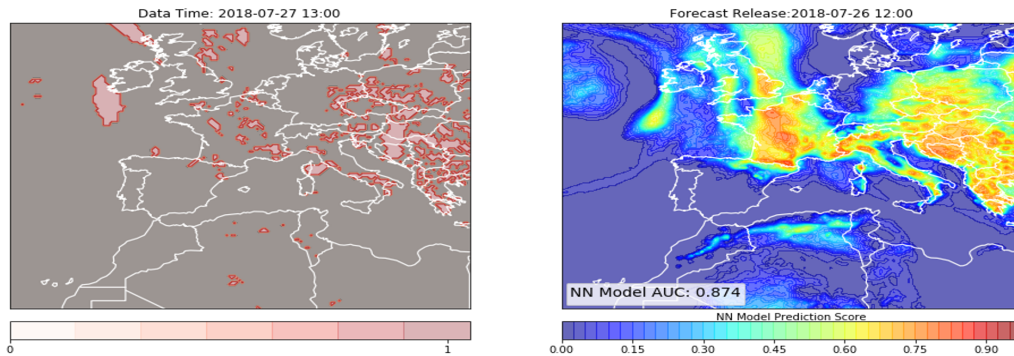 Data Time: 2018-07-27 13:00
0 1
Forecast Release:2018-07-26 12:00
NN Model AUC: 0.874
NN Model Prediction Score
0.00 0.15 0.30 0.45 0.60 0.75 0.90